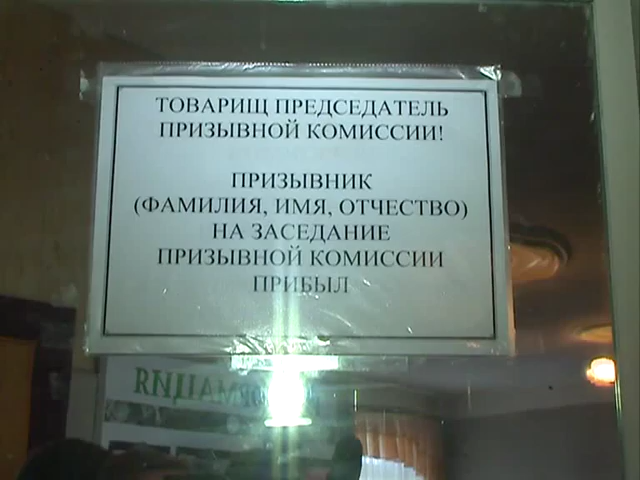 ТОВАРИЩ ПРЕДСЕДАТЕЛЬ
ПРИЗЫВНОЙ КОМИССИИ!
ПРИЗЫВНИК
(ФАМИЛИЯ, ИМЯ, ОТЧЕСТВО)
НА ЗАСЕДАНИЕ
ПРИЗЫВНОЙ КОМИССИИ
ПРИБЫЛ